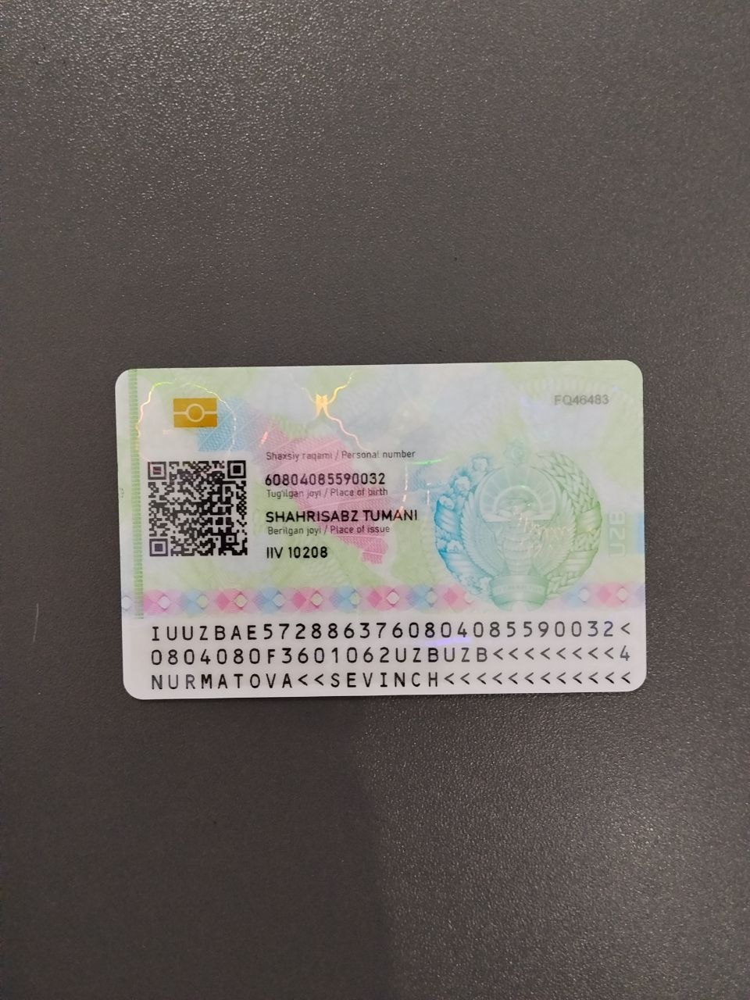 FQ46483
Shaxsiy raqami / Personal number
60804085590032
Tug'ilgan joyi / Place of birth
SHAHRISABZ TUMANI
Berilgan joyi / Place of issue
IIV 10208
UZB
IUUZBAE5728863760804085590032<
0804080F3601062UZBUZB<<<<<<<<4
NURMATOVA<<SEVINCH<<<<<<<<<<<<